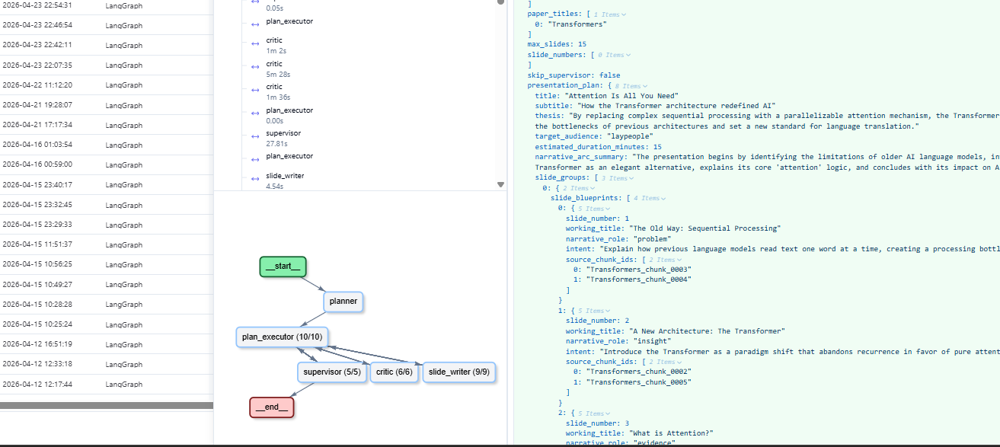 2026-04-23 22:54:31 LangGraph
2026-04-23 22:46:54 LangGraph
2026-04-23 22:42:11 LangGraph
2026-04-23 22:07:35 LangGraph
2026-04-22 11:12:20 LangGraph
2026-04-21 19:28:07 LangGraph
2026-04-21 17:17:34 LangGraph
2026-04-16 01:03:54 LangGraph
2026-04-16 00:59:00 LangGraph
2026-04-15 23:40:17 LangGraph
2026-04-15 23:32:45 LangGraph
2026-04-15 23:29:33 LangGraph
2026-04-15 11:51:37 LangGraph
2026-04-15 10:56:25 LangGraph
2026-04-15 10:49:27 LangGraph
2026-04-15 10:28:28 LangGraph
2026-04-15 10:25:24 LangGraph
2026-04-12 16:51:19 LangGraph
2026-04-12 12:33:18 LangGraph
2026-04-12 12:17:44 LangGraph
0.05s
plan_executor
critic
1m 2s
critic
5m 28s
critic
1m 36s
plan_executor
0.00s
supervisor
27.81s
plan_executor
slide_writer
4.54s
__start__
planner
plan_executor (10/10)
supervisor (5/5)
critic (6/6)
slide_writer (9/9)
__end__
]
paper_titles: [ 1 Items
0: "Transformers"
]
max_slides: 15
slide_numbers: [ 0 Items
]
skip_supervisor: false
presentation_plan: { 8 Items
title: "Attention Is All You Need"
subtitle: "How the Transformer architecture redefined AI"
thesis: "By replacing complex sequential processing with a parallelizable attention mechanism, the Transformer
the bottlenecks of previous architectures and set a new standard for language translation."
target_audience: "laypeople"
estimated_duration_minutes: 15
narrative_arc_summary: "The presentation begins by identifying the limitations of older AI language models, in
Transformer as an elegant alternative, explains its core 'attention' logic, and concludes with its impact on A
slide_groups: [ 3 Items
0: { 2 Items
slide_blueprints: [ 4 Items
0: { 5 Items
slide_number: 1
working_title: "The Old Way: Sequential Processing"
narrative_role: "problem"
intent: "Explain how previous language models read text one word at a time, creating a processing bottl
source_chunk_ids: [ 2 Items
0: "Transformers_chunk_0003"
1: "Transformers_chunk_0004"
]
}
1: { 5 Items
slide_number: 2
working_title: "A New Architecture: The Transformer"
narrative_role: "insight"
intent: "Introduce the Transformer as a paradigm shift that abandons recurrence in favor of pure attent
source_chunk_ids: [ 2 Items
0: "Transformers_chunk_0002"
1: "Transformers_chunk_0005"
]
}
2: { 5 Items
slide_number: 3
working_title: "What is Attention?"
narrative_role: "evidence"